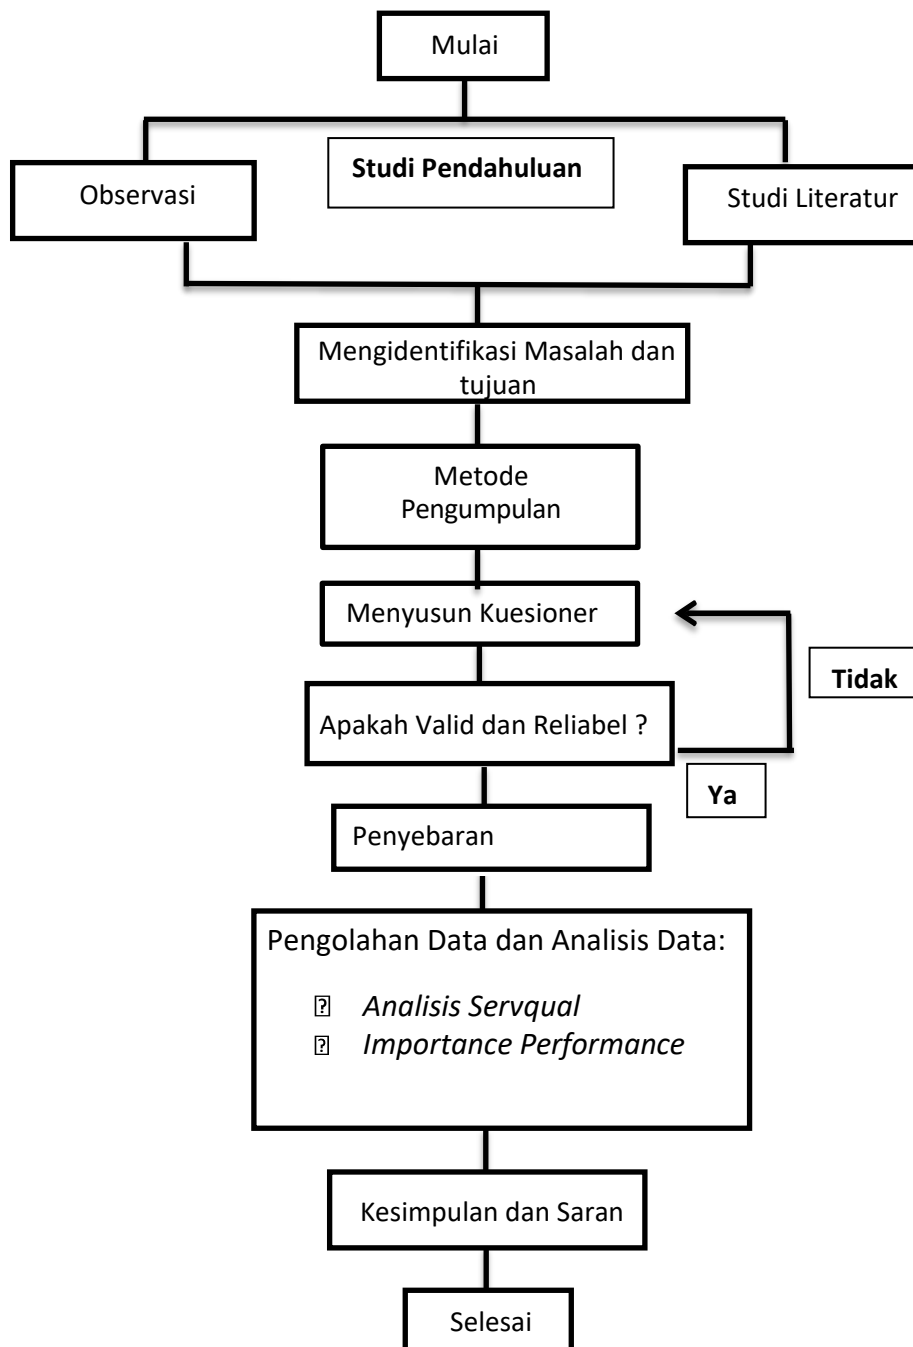 Mulai
Studi Pendahuluan
Observasi
Studi Literatur
Mengidentifikasi Masalah dan
tujuan
Metode
Pengumpulan
Menyusun Kuesioner
Tidak
Apakah Valid dan Reliabel ?
Ya
Penyebaran
Pengolahan Data dan Analisis Data:
Analisis Servqual
Importance Performance
Kesimpulan dan Saran
Selesai